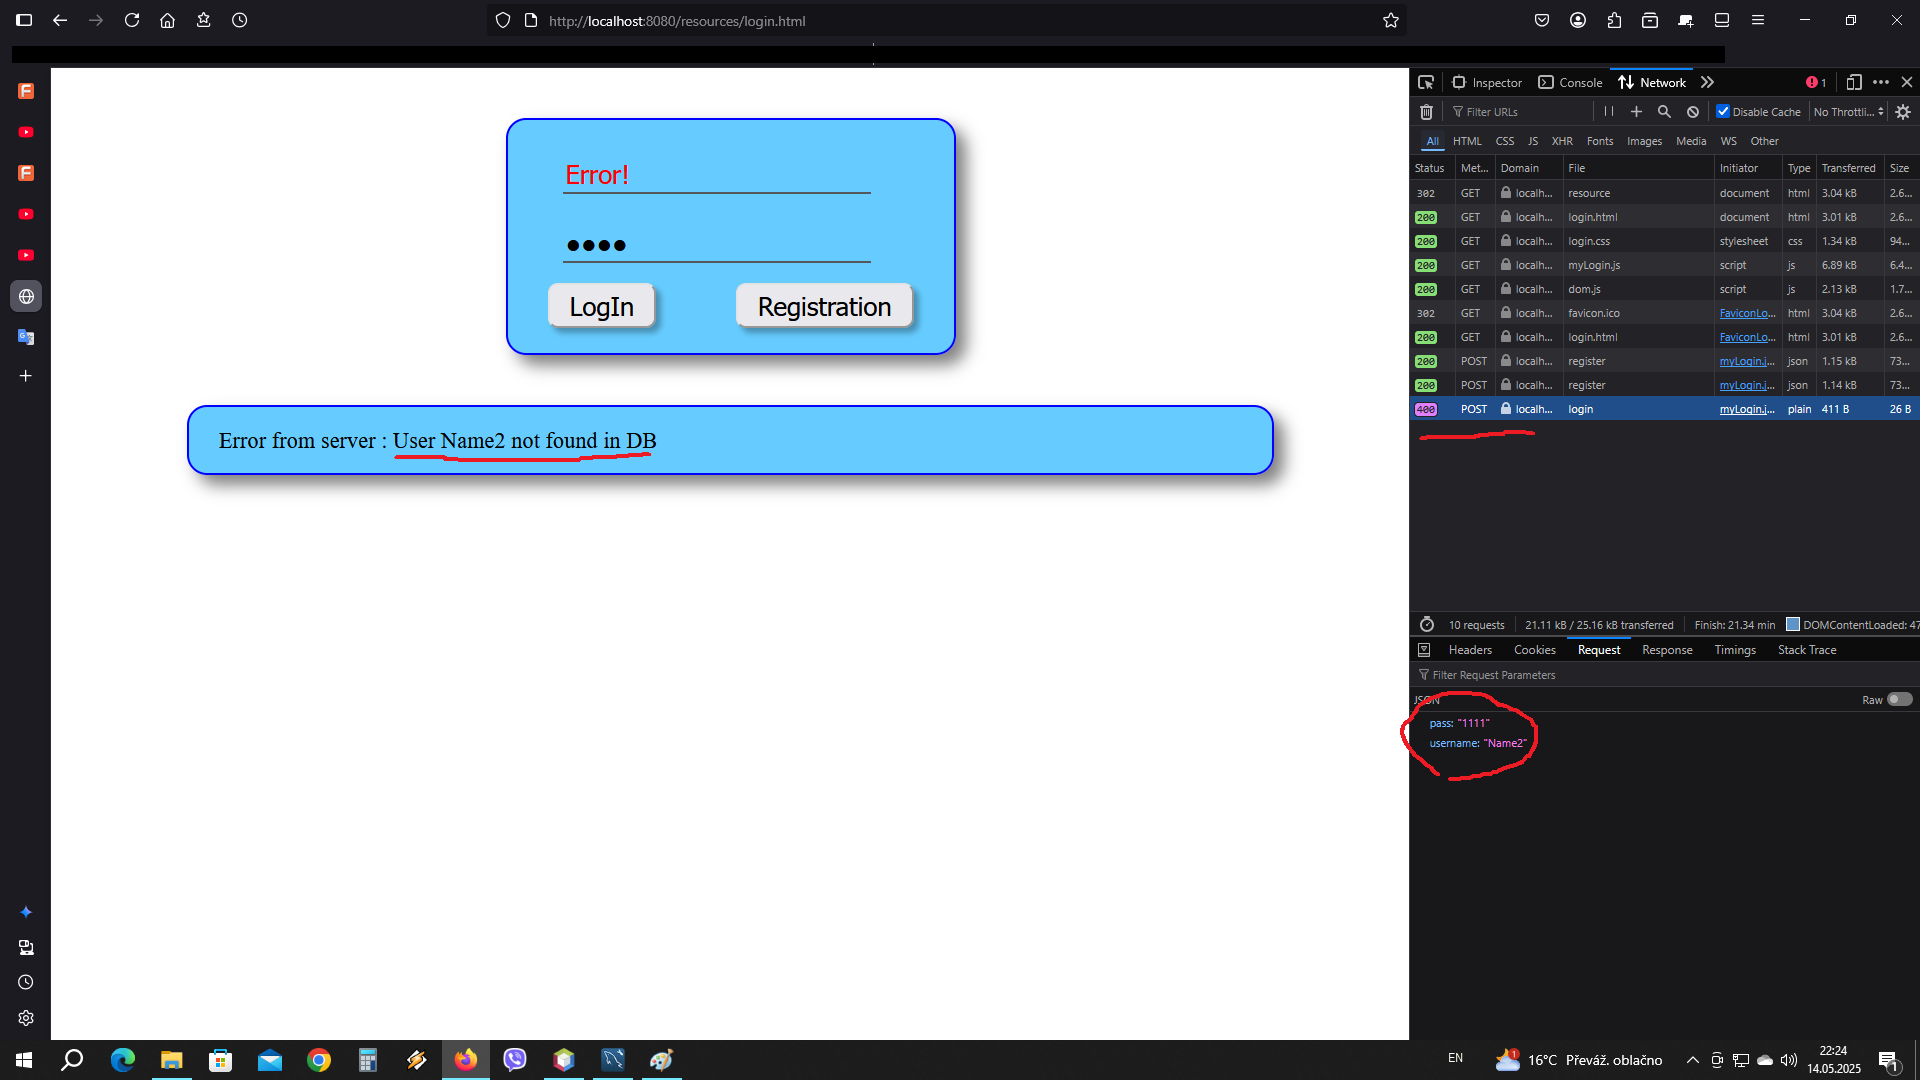 http://localhost:8080/resources/login.html
Inspector Console Network 1
Filter URLs Disable Cache No Throttli...
All HTML CSS JS XHR Fonts Images Media WS Other
Status Met... Domain File Initiator Type Transferred Size
302 GET localh... resource document html 3.04 kB 2.6...
200 GET localh... login.html document html 3.01 kB 2.6...
200 GET localh... login.css stylesheet css 1.34 kB 94...
200 GET localh... myLogin.js script js 6.89 kB 6.4...
200 GET localh... dom.js script js 2.13 kB 1.7...
302 GET localh... favicon.ico FaviconLo... html 3.04 kB 2.6...
200 GET localh... login.html FaviconLo... html 3.01 kB 2.6...
200 POST localh... register myLogin.j... json 1.15 kB 73...
200 POST localh... register myLogin.j... json 1.14 kB 73...
400 POST localh... login myLogin.j... plain 411 B 26 B
Error!
••••
LogIn Registration
Error from server : User Name2 not found in DB
10 requests 21.11 kB / 25.16 kB transferred Finish: 21.34 min DOMContentLoaded: 47
Headers Cookies Request Response Timings Stack Trace
Filter Request Parameters
JSON Raw
pass: "1111"
username: "Name2"
EN 1 16°C Převáž. oblačno 22:24
14.05.2025 1